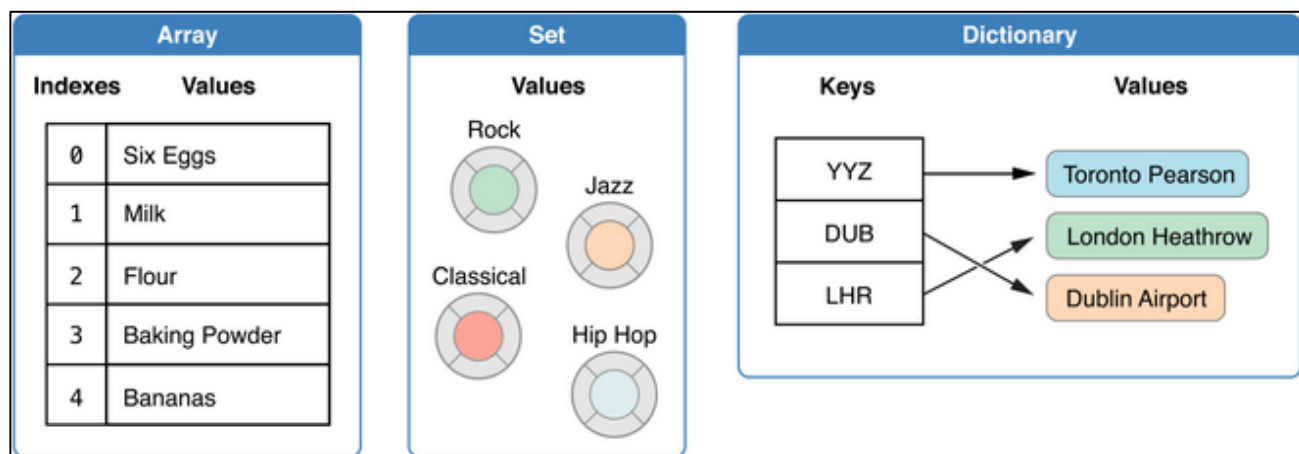 Array
Indexes Values
0 Six Eggs
1 Milk
2 Flour
3 Baking Powder
4 Bananas
Set
Values
Rock
Jazz
Classical
Hip Hop
Dictionary
Keys Values
YYZ Toronto Pearson
DUB London Heathrow
LHR Dublin Airport